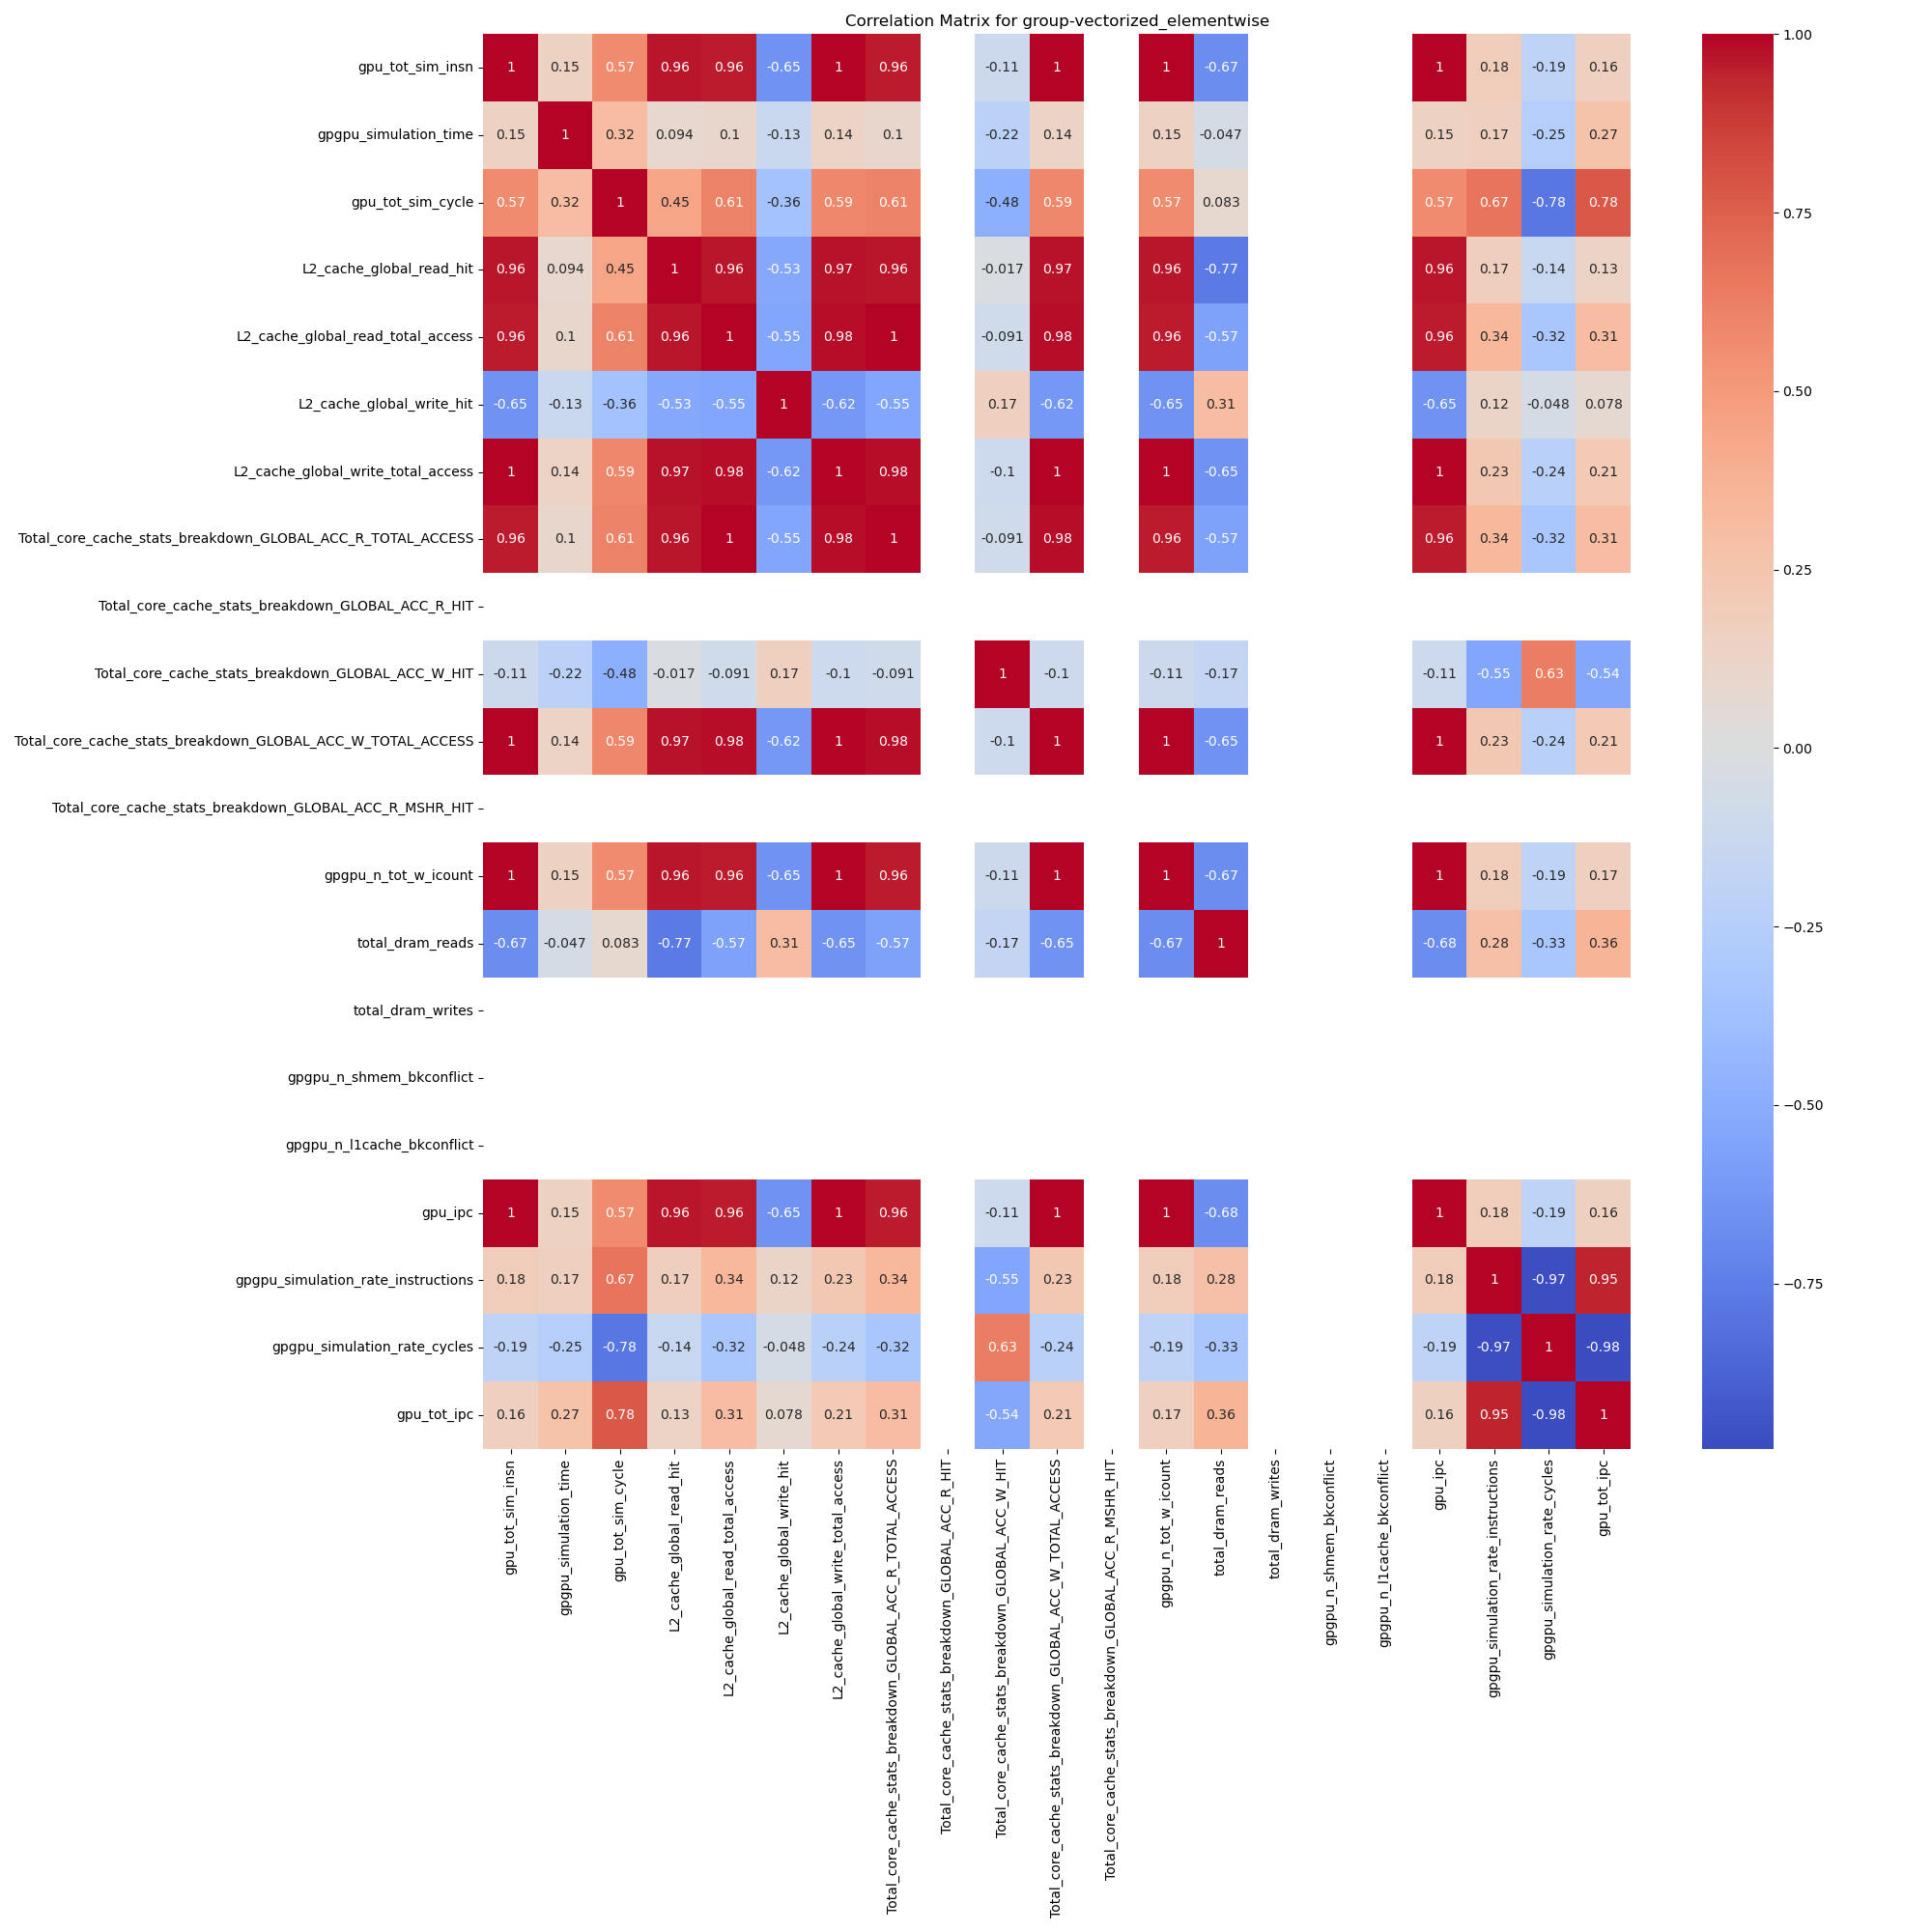 Correlation Matrix for group-vectorized_elementwise
gpu_tot_sim_insn 1 0.15 0.57 0.96 0.96 -0.65 1 0.96 -0.11 1 1 -0.67 1 0.18 -0.19 0.16
gpgpu_simulation_time 0.15 1 0.32 0.094 0.1 -0.13 0.14 0.1 -0.22 0.14 0.15 -0.047 0.15 0.17 -0.25 0.27
gpu_tot_sim_cycle 0.57 0.32 1 0.45 0.61 -0.36 0.59 0.61 -0.48 0.59 0.57 0.083 0.57 0.67 -0.78 0.78
L2_cache_global_read_hit 0.96 0.094 0.45 1 0.96 -0.53 0.97 0.96 -0.017 0.97 0.96 -0.77 0.96 0.17 -0.14 0.13
L2_cache_global_read_total_access 0.96 0.1 0.61 0.96 1 -0.55 0.98 1 -0.091 0.98 0.96 -0.57 0.96 0.34 -0.32 0.31
L2_cache_global_write_hit -0.65 -0.13 -0.36 -0.53 -0.55 1 -0.62 -0.55 0.17 -0.62 -0.65 0.31 -0.65 0.12 -0.048 0.078
L2_cache_global_write_total_access 1 0.14 0.59 0.97 0.98 -0.62 1 0.98 -0.1 1 1 -0.65 1 0.23 -0.24 0.21
Total_core_cache_stats_breakdown_GLOBAL_ACC_R_TOTAL_ACCESS 0.96 0.1 0.61 0.96 1 -0.55 0.98 1 -0.091 0.98 0.96 -0.57 0.96 0.34 -0.32 0.31
Total_core_cache_stats_breakdown_GLOBAL_ACC_R_HIT
Total_core_cache_stats_breakdown_GLOBAL_ACC_W_HIT -0.11 -0.22 -0.48 -0.017 -0.091 0.17 -0.1 -0.091 1 -0.1 -0.11 -0.17 -0.11 -0.55 0.63 -0.54
Total_core_cache_stats_breakdown_GLOBAL_ACC_W_TOTAL_ACCESS 1 0.14 0.59 0.97 0.98 -0.62 1 0.98 -0.1 1 1 -0.65 1 0.23 -0.24 0.21
Total_core_cache_stats_breakdown_GLOBAL_ACC_R_MSHR_HIT
gpgpu_n_tot_w_icount 1 0.15 0.57 0.96 0.96 -0.65 1 0.96 -0.11 1 1 -0.67 1 0.18 -0.19 0.17
total_dram_reads -0.67 -0.047 0.083 -0.77 -0.57 0.31 -0.65 -0.57 -0.17 -0.65 -0.67 1 -0.68 0.28 -0.33 0.36
total_dram_writes
gpgpu_n_shmem_bkconflict
gpgpu_n_l1cache_bkconflict
gpu_ipc 1 0.15 0.57 0.96 0.96 -0.65 1 0.96 -0.11 1 1 -0.68 1 0.18 -0.19 0.16
gpgpu_simulation_rate_instructions 0.18 0.17 0.67 0.17 0.34 0.12 0.23 0.34 -0.55 0.23 0.18 0.28 0.18 1 -0.97 0.95
gpgpu_simulation_rate_cycles -0.19 -0.25 -0.78 -0.14 -0.32 -0.048 -0.24 -0.32 0.63 -0.24 -0.19 -0.33 -0.19 -0.97 1 -0.98
gpu_tot_ipc 0.16 0.27 0.78 0.13 0.31 0.078 0.21 0.31 -0.54 0.21 0.17 0.36 0.16 0.95 -0.98 1
gpu_tot_sim_insn
gpgpu_simulation_time
gpu_tot_sim_cycle
L2_cache_global_read_hit
L2_cache_global_read_total_access
L2_cache_global_write_hit
L2_cache_global_write_total_access
Total_core_cache_stats_breakdown_GLOBAL_ACC_R_TOTAL_ACCESS
Total_core_cache_stats_breakdown_GLOBAL_ACC_R_HIT
Total_core_cache_stats_breakdown_GLOBAL_ACC_W_HIT
Total_core_cache_stats_breakdown_GLOBAL_ACC_W_TOTAL_ACCESS
Total_core_cache_stats_breakdown_GLOBAL_ACC_R_MSHR_HIT
gpgpu_n_tot_w_icount
total_dram_reads
total_dram_writes
gpgpu_n_shmem_bkconflict
gpgpu_n_l1cache_bkconflict
gpu_ipc
gpgpu_simulation_rate_instructions
gpgpu_simulation_rate_cycles
gpu_tot_ipc
1.00
0.75
0.50
0.25
0.00
−0.25
−0.50
−0.75